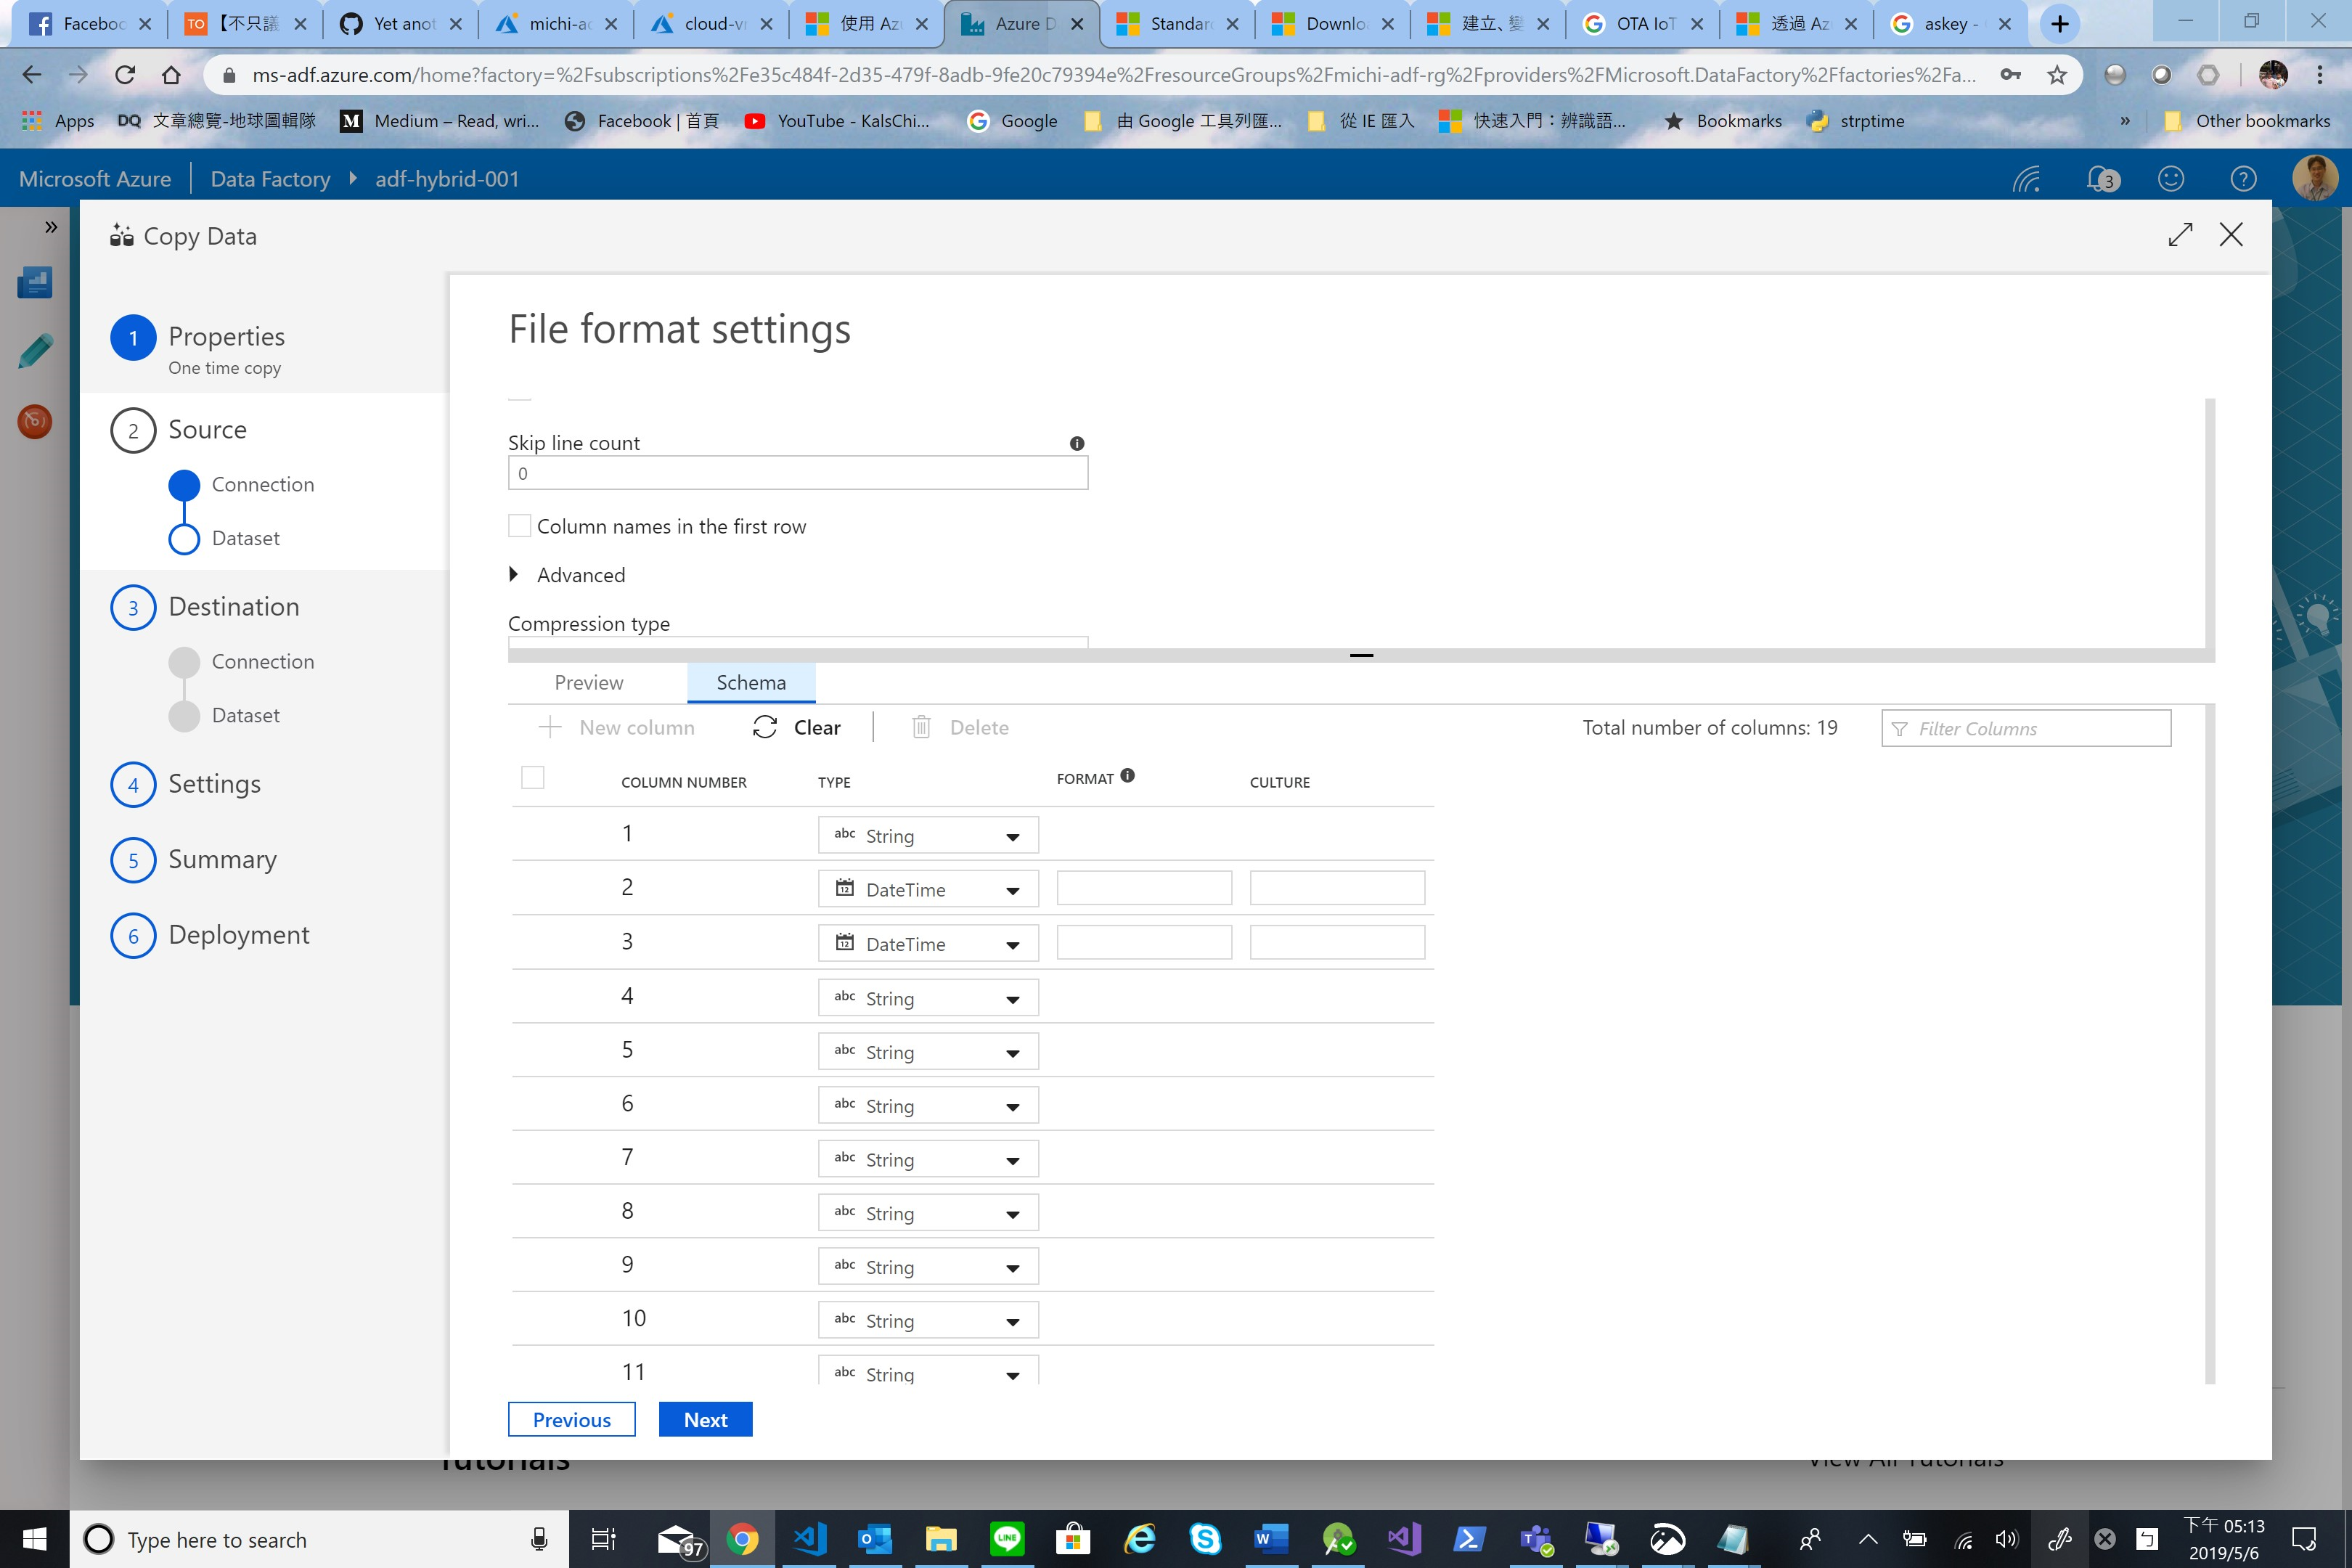 Faceboo
【不只議
Yet anot
michi-ad
cloud-vr
使用 Azu
Azure D
Standard
Downlo
建立、變
OTA IoT
透過 Az
askey -
ms-adf.azure.com/home?factory=%2Fsubscriptions%2Fe35c484f-2d35-479f-8adb-9fe20c79394e%2FresourceGroups%2Fmichi-adf-rg%2Fproviders%2FMicrosoft.DataFactory%2Ffactories%2Fa...
Apps
DQ 文章總覽-地球圖輯隊
Medium – Read, wri...
Facebook | 首頁
YouTube - KalsChi...
Google
由 Google 工具列匯...
從 IE 匯入
快速入門：辨識語...
Bookmarks
strptime
»
Other bookmarks
Microsoft Azure
Data Factory
adf-hybrid-001
3
Copy Data
1 Properties
One time copy
2 Source
Connection
Dataset
3 Destination
Connection
Dataset
4 Settings
5 Summary
6 Deployment
File format settings
Skip line count
0
Column names in the first row
Advanced
Compression type
Preview
Schema
New column
Clear
Delete
Total number of columns: 19
Filter Columns
COLUMN NUMBER TYPE FORMAT CULTURE
1 abc String
2 12 DateTime
3 12 DateTime
4 abc String
5 abc String
6 abc String
7 abc String
8 abc String
9 abc String
10 abc String
11 abc String
Previous
Next
Tutorials
View All Tutorials
Type here to search
97
LINE
下午 05:13
2019/5/6